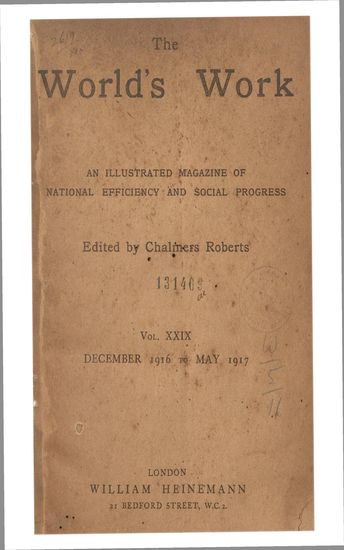 The
World's Work
AN ILLUSTRATED MAGAZINE OF
NATIONAL EFFICIENCY AND SOCIAL PROGRESS
Edited by Chalmers Roberts
VOL. XXIX
DECEMBER 1916 TO MAY 1917
LONDON
WILLIAM HEINEMANN
21 BEDFORD STREET, W.C. 2.